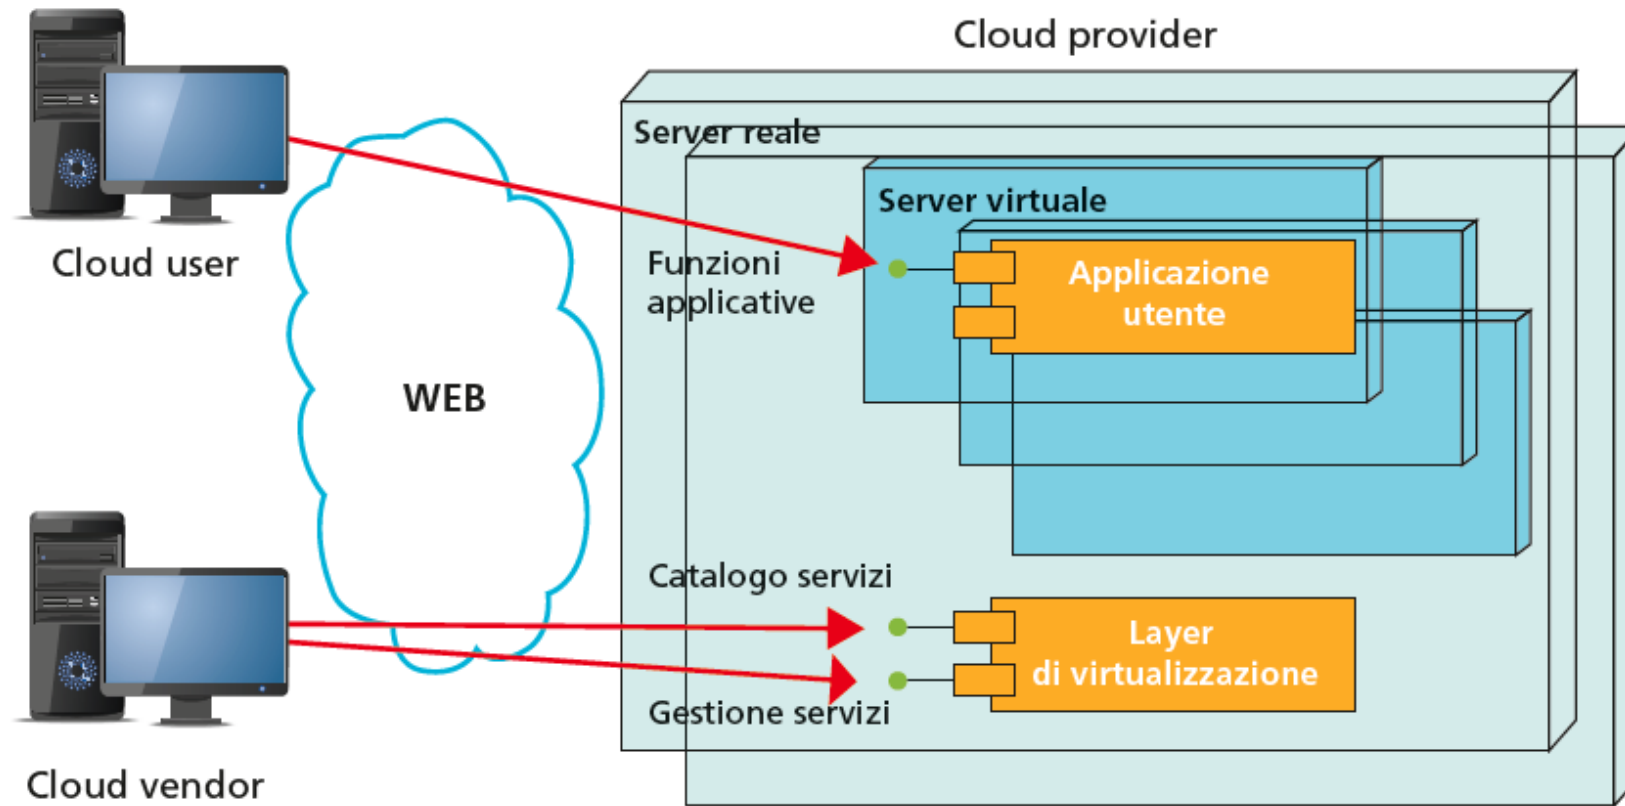 Cloud provider
Server reale
Server virtuale
Cloud user
Funzioni
applicative
Applicazione
utente
WEB
Catalogo servizi
Layer
di virtualizzazione
Gestione servizi
Cloud vendor